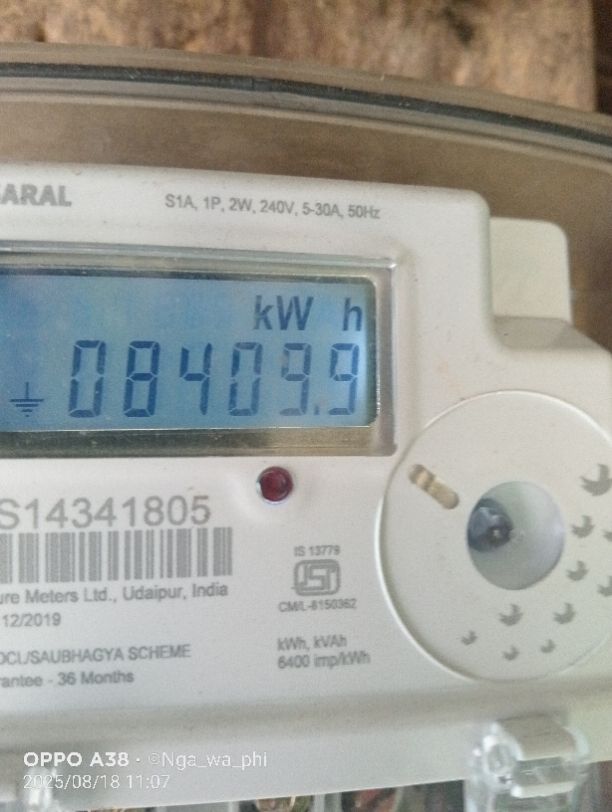 SARAL
S1A, 1P, 2W, 240V, 5-30A, 50Hz
kW h
08409.9
S14341805
IS 13779
CM/L-8150362
ure Meters Ltd., Udaipur, India
12/2019
kWh, kVAh
6400 imp/kWh
OCL/SAUBHAGYA SCHEME
rantee - 36 Months
OPPO A38 · ©Nga_wa_phi
2025/08/18 11:07